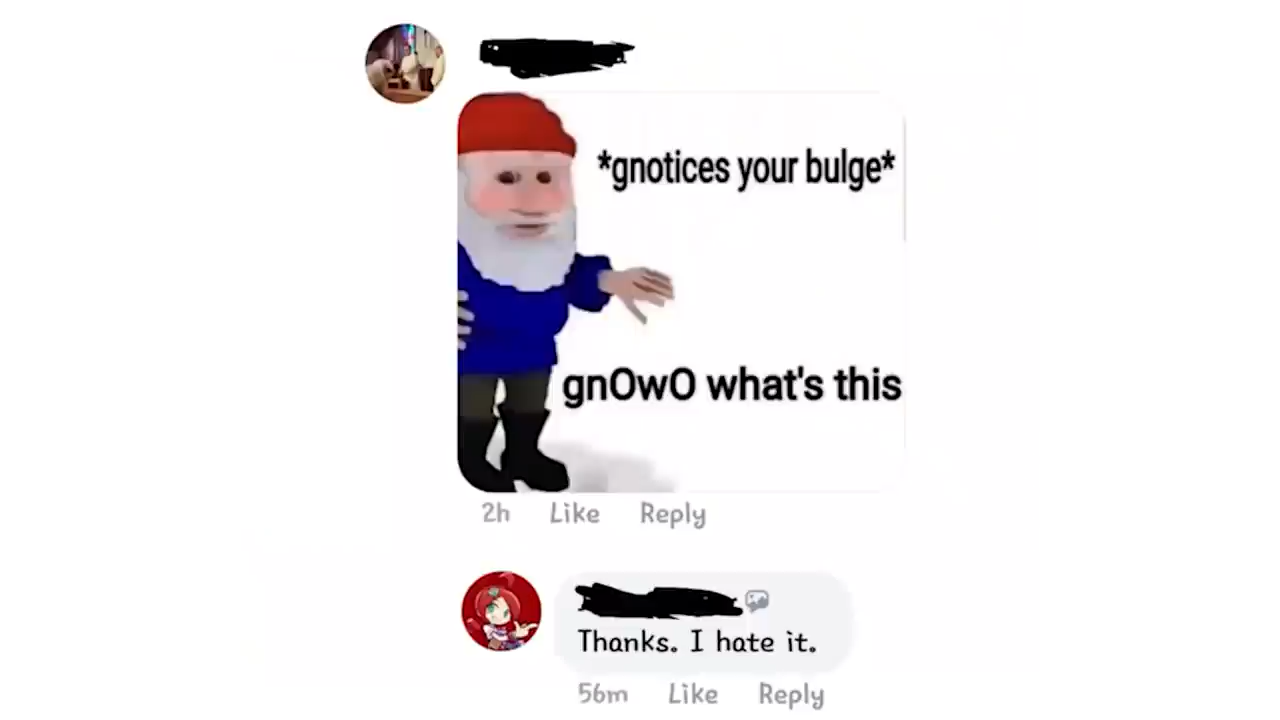 *gnotices your bulge*
gnOwO what's this
2h Like Reply
Thanks. I hate it.
56m Like Reply